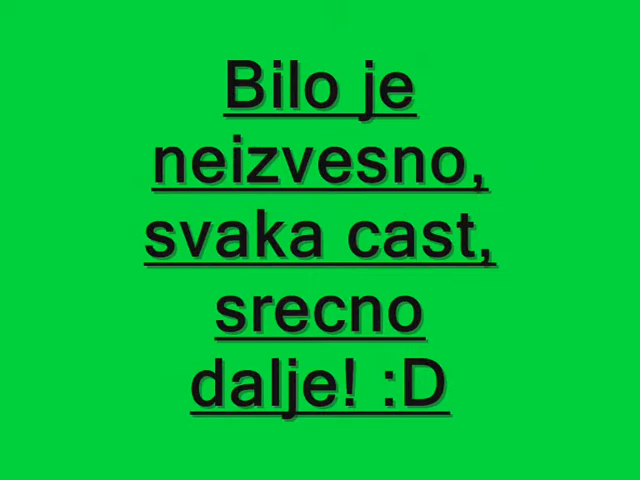 Bilo je
neizvesno,
svaka cast,
srecno
dalje! :D